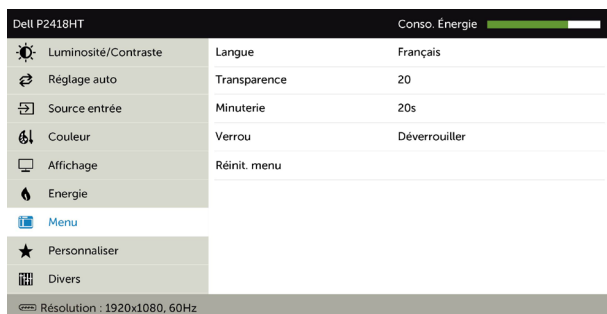 Dell P2418HT Conso. Énergie
Luminosité/Contraste Langue Français
Réglage auto Transparence 20
Source entrée Minuterie 20s
Couleur Verrou Déverrouiller
Affichage Réinit. menu
Energie
Menu
Personnaliser
Divers
Résolution : 1920x1080, 60Hz